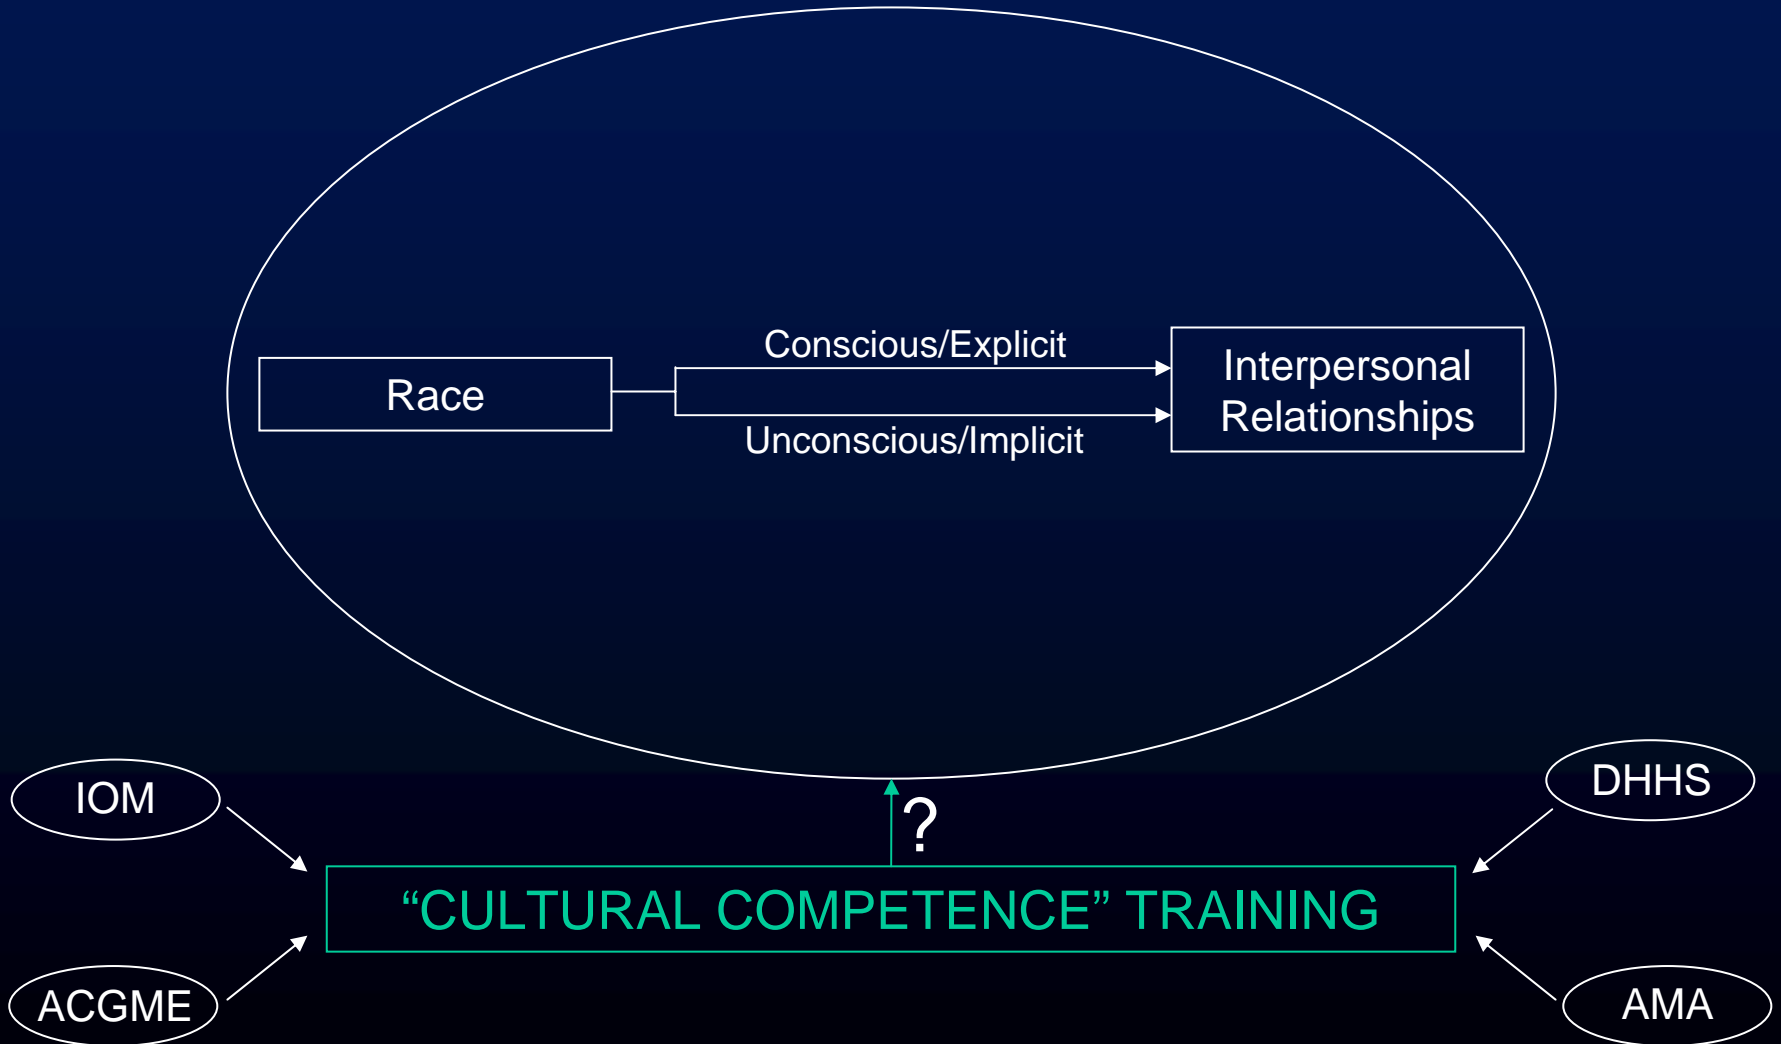 Conscious/Explicit
Race
Interpersonal
Relationships
Unconscious/Implicit
IOM
DHHS
?
“CULTURAL COMPETENCE” TRAINING
ACGME
AMA